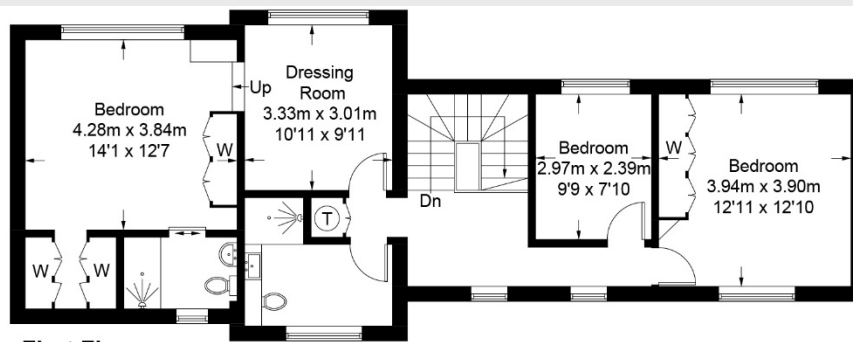 Bedroom
4.28m x 3.84m
14'1 x 12'7
Up
Dressing
Room
3.33m x 3.01m
10'11 x 9'11
W
W
W
T
Dn
Bedroom
2.97m x 2.39m
9'9 x 7'10
W
Bedroom
3.94m x 3.90m
12'11 x 12'10